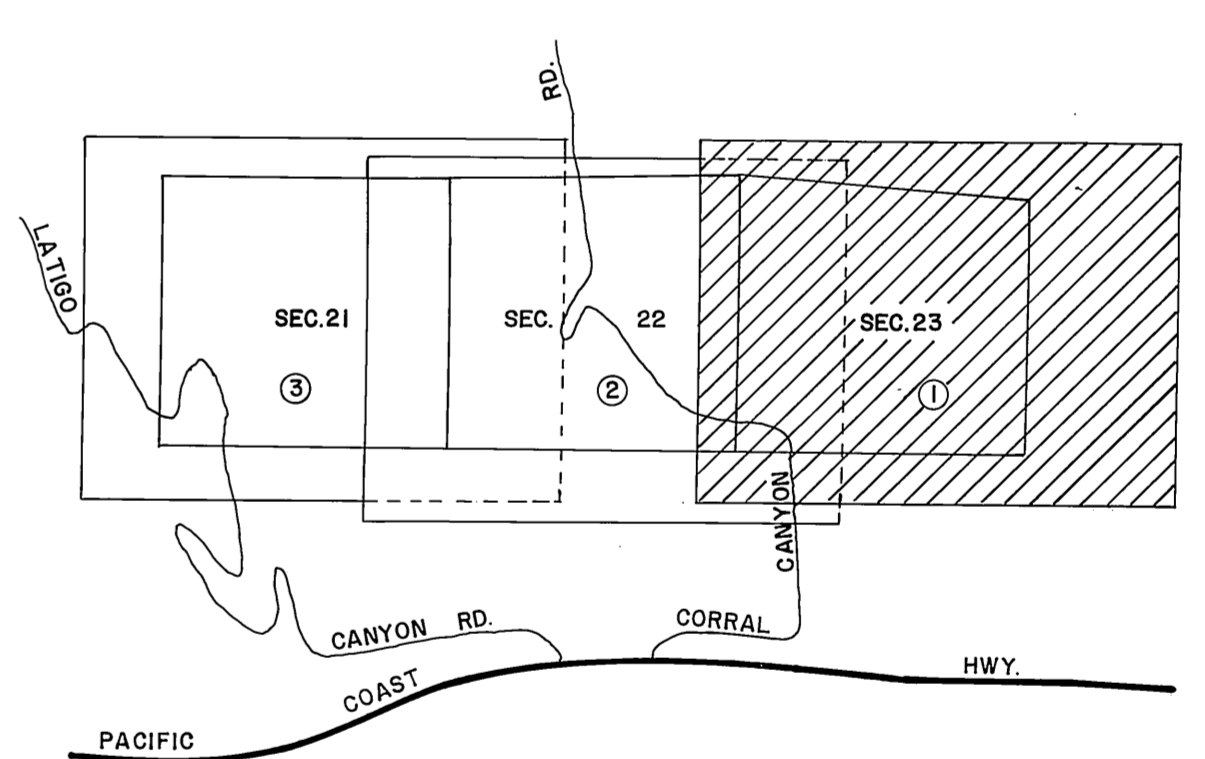 RD.
LATIGO
SEC.21
SEC. 22
SEC.23
3
2
1
CANYON
CORRAL
CANYON RD.
COAST
HWY.
PACIFIC